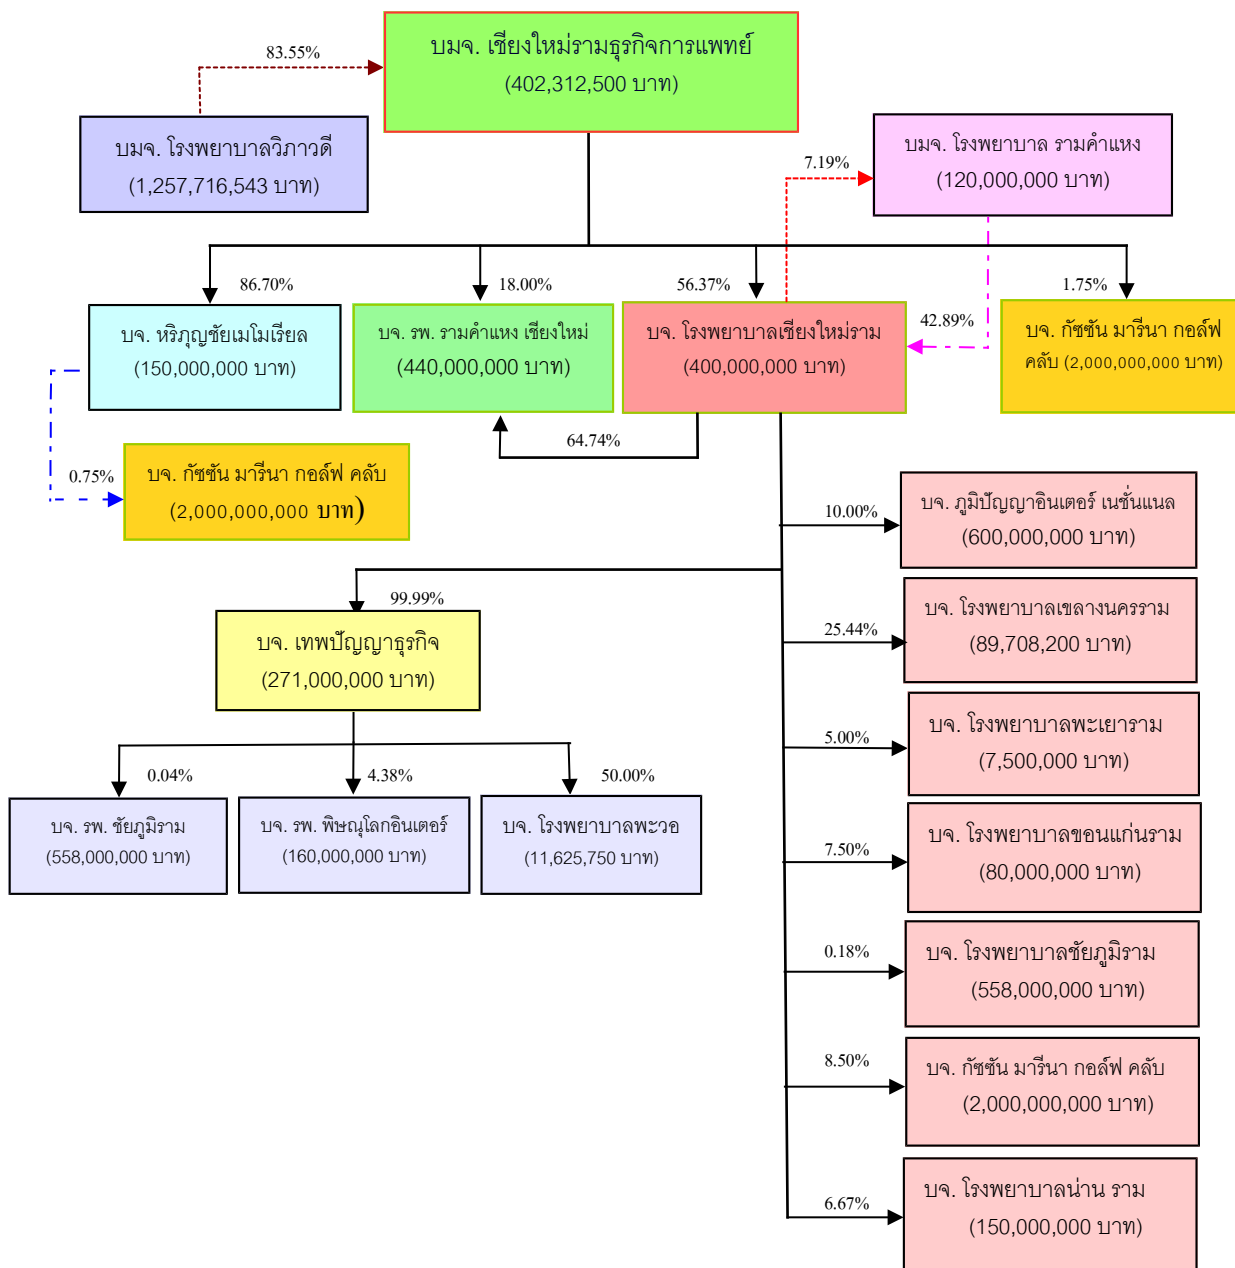 บมจ. เชียงใหม่รามธุรกิจการแพทย์
(402,312,500 บาท)
83.55%
บมจ. โรงพยาบาลวิภาวดี
(1,257,716,543 บาท)
บมจ. โรงพยาบาล รามคำแหง
(120,000,000 บาท)
7.19%
86.70%
18.00%
56.37%
1.75%
42.89%
บจ. หริภุญชัยเมโมเรียล
(150,000,000 บาท)
บจ. รพ. รามคำแหง เชียงใหม่
(440,000,000 บาท)
บจ. โรงพยาบาลเชียงใหม่ราม
(400,000,000 บาท)
บจ. กัซซัน มารีนา กอล์ฟ
คลับ (2,000,000,000 บาท)
64.74%
0.75%
บจ. กัซซัน มารีนา กอล์ฟ คลับ
(2,000,000,000 บาท)
10.00%
บจ. ภูมิปัญญาอินเตอร์ เนชั่นแนล
(600,000,000 บาท)
99.99%
บจ. เทพปัญญาธุรกิจ
(271,000,000 บาท)
25.44%
บจ. โรงพยาบาลเขลางนครราม
(89,708,200 บาท)
5.00%
บจ. โรงพยาบาลพะเยาราม
(7,500,000 บาท)
0.04%
4.38%
50.00%
บจ. รพ. ชัยภูมิราม
(558,000,000 บาท)
บจ. รพ. พิษณุโลกอินเตอร์
(160,000,000 บาท)
บจ. โรงพยาบาลพะวอ
(11,625,750 บาท)
7.50%
บจ. โรงพยาบาลขอนแก่นราม
(80,000,000 บาท)
0.18%
บจ. โรงพยาบาลชัยภูมิราม
(558,000,000 บาท)
8.50%
บจ. กัซซัน มารีนา กอล์ฟ คลับ
(2,000,000,000 บาท)
6.67%
บจ. โรงพยาบาลน่าน ราม
(150,000,000 บาท)